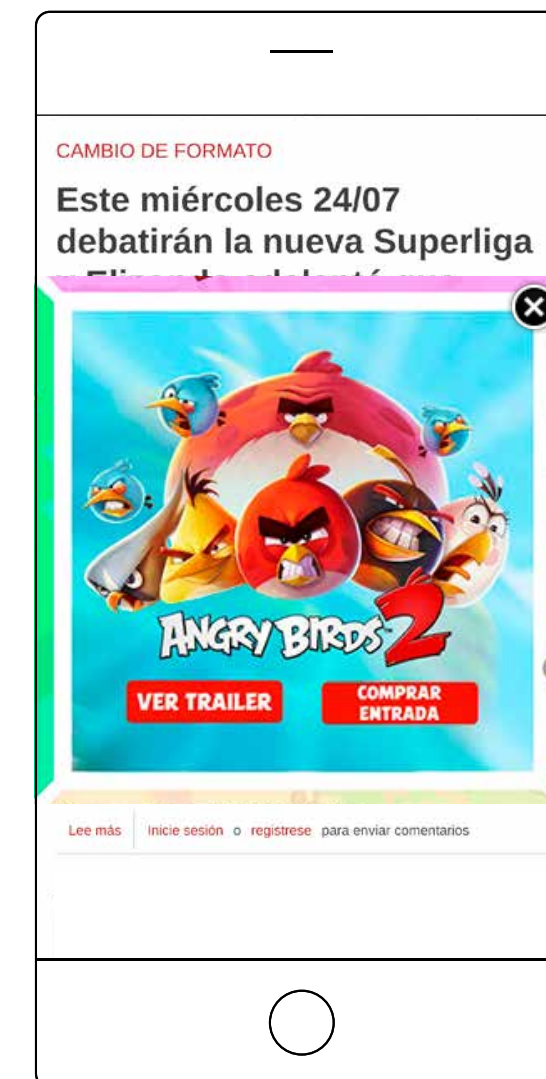 CAMBIO DE FORMATO
Este miércoles 24/07
debatirán la nueva Superliga
ANGRY BIRDS 2
VER TRAILER
COMPRAR
ENTRADA
Lee más Inicie sesión o registrese para enviar comentarios